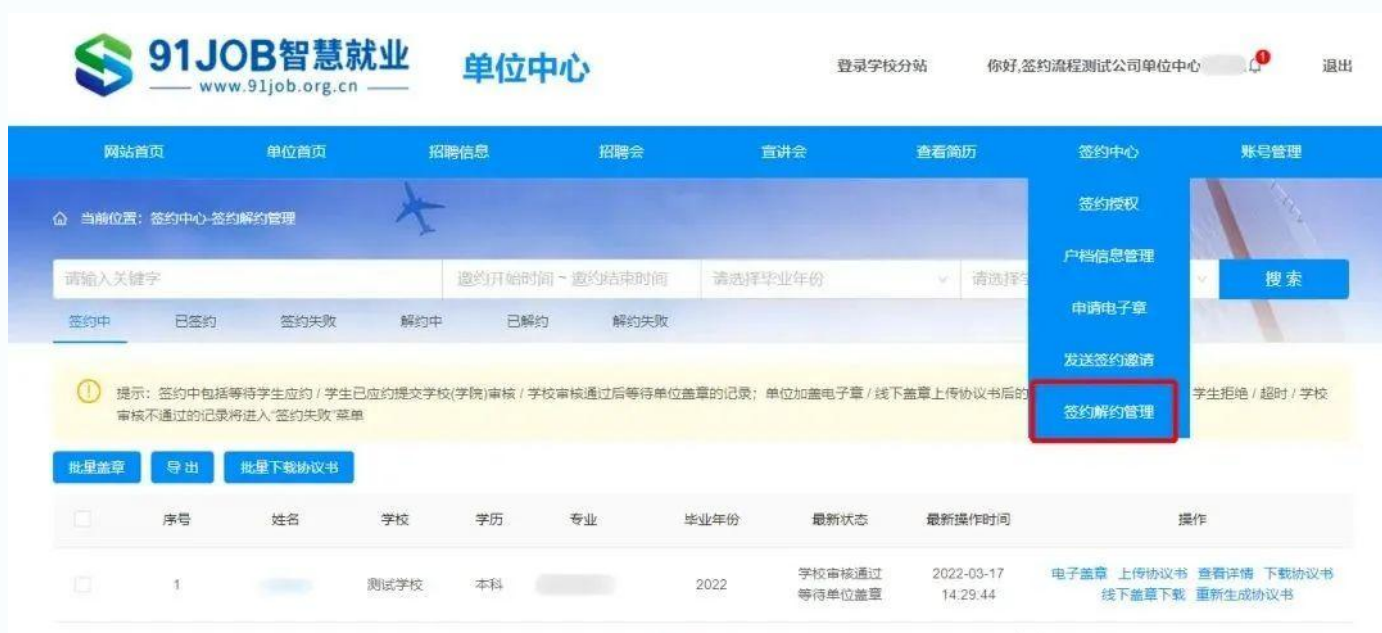 91JOB智慧就业
www.91job.org.cn
单位中心
登录学校分站
你好,签约流程测试公司单位中心
1
退出
网站首页 单位首页 招聘信息 招聘会 宣讲会 查看简历 签约中心 账号管理
签约授权
户档信息管理
申请电子章
发送签约邀请
签约解约管理
当前位置：签约中心-签约解约管理
请输入关键字 邀约开始时间 ~ 邀约结束时间 请选择毕业年份 请选择 搜索
签约中 已签约 签约失败 解约中 已解约 解约失败
提示：签约中包括等待学生应约 / 学生已应约提交学校(学院)审核 / 学校审核通过后等待单位盖章的记录；单位加盖电子章 / 线下盖章上传协议书后的 学生拒绝 / 超时 / 学校
审核不通过的记录将进入“签约失败”菜单
批量盖章 导出 批量下载协议书
序号 姓名 学校 学历 专业 毕业年份 最新状态 最新操作时间 操作
1 测试学校 本科 2022 学校审核通过 2022-03-17 电子盖章 上传协议书 查看详情 下载协议书
等待单位盖章 14:29:44 线下盖章下载 重新生成协议书